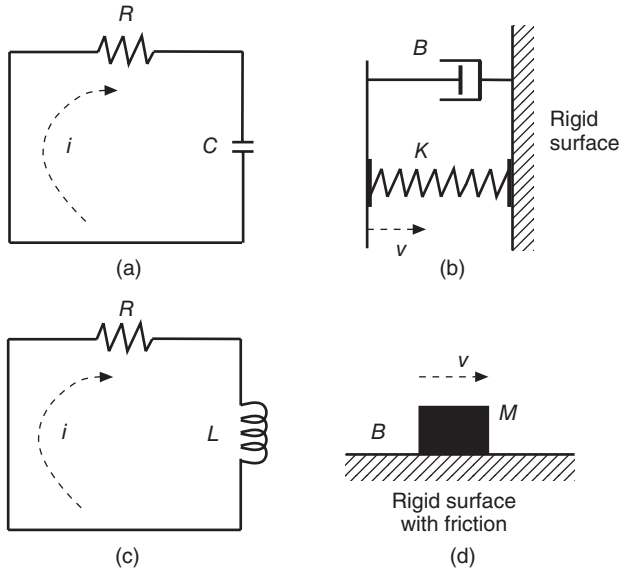 R
i
C
(a)
B
K
v
Rigid
surface
(b)
R
i
L
(c)
v
M
B
Rigid surface
with friction
(d)